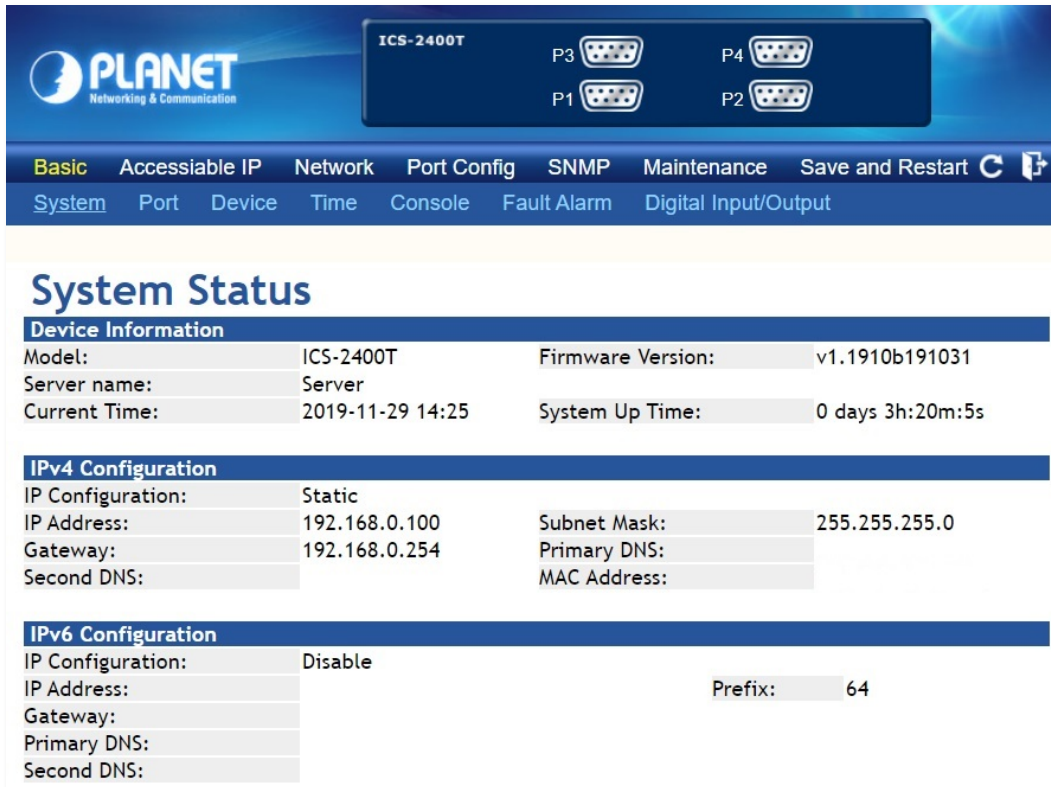 ICS-2400T
P3 P4
PLANET
Networking & Communication
P1 P2
Basic Accessiable IP Network Port Config SNMP Maintenance Save and Restart
System Port Device Time Console Fault Alarm Digital Input/Output
System Status
Device Information
Model: ICS-2400T Firmware Version: v1.1910b191031
Server name: Server
Current Time: 2019-11-29 14:25 System Up Time: 0 days 3h:20m:5s
IPv4 Configuration
IP Configuration: Static
IP Address: 192.168.0.100 Subnet Mask: 255.255.255.0
Gateway: 192.168.0.254 Primary DNS:
Second DNS: MAC Address:
IPv6 Configuration
IP Configuration: Disable
IP Address: Prefix: 64
Gateway:
Primary DNS:
Second DNS: